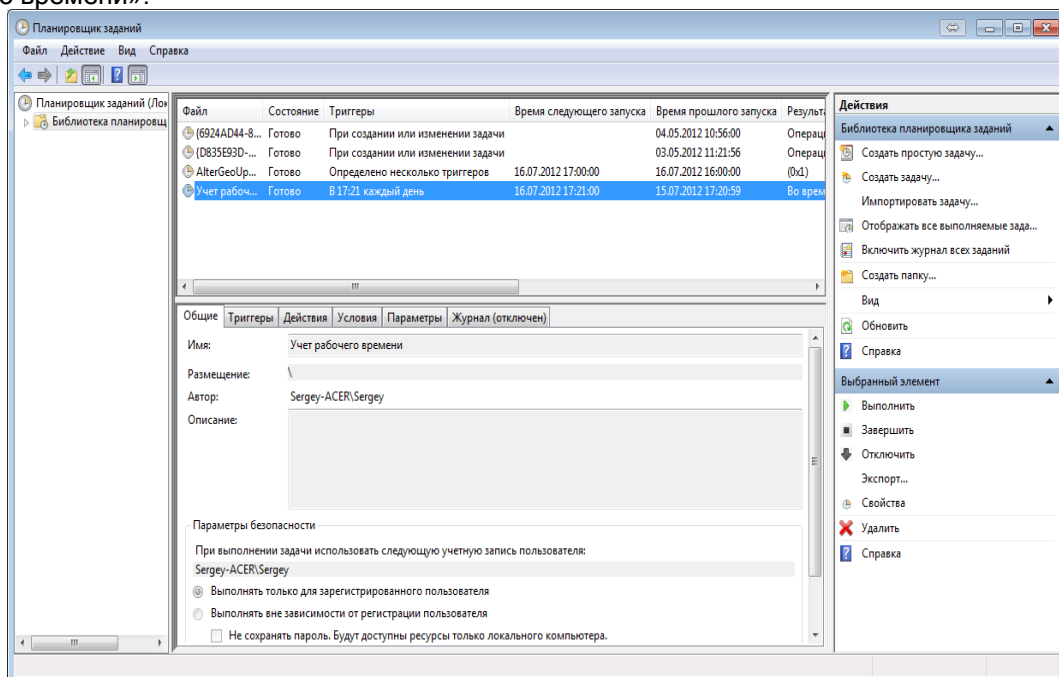 о времени».
Планировщик заданий
Файл Действие Вид Справка
Планировщик заданий (Лок
Библиотека планировщ
Файл Состояние Триггеры Время следующего запуска Время прошлого запуска Результа
{6924AD44-8... Готово При создании или изменении задачи 04.05.2012 10:56:00 Операц
{D835E93D-... Готово При создании или изменении задачи 03.05.2012 11:21:56 Операц
AlterGeoUp... Готово Определено несколько триггеров 16.07.2012 17:00:00 16.07.2012 16:00:00 (0x1)
Учет рабоч... Готово В 17:21 каждый день 16.07.2012 17:21:00 15.07.2012 17:20:59 Во врем
Общие Триггеры Действия Условия Параметры Журнал (отключен)
Имя: Учет рабочего времени
Размещение: \
Автор: Sergey-ACER\Sergey
Описание:
Параметры безопасности
При выполнении задачи использовать следующую учетную запись пользователя:
Sergey-ACER\Sergey
Выполнять только для зарегистрированного пользователя
Выполнять вне зависимости от регистрации пользователя
Не сохранять пароль. Будут доступны ресурсы только локального компьютера.
Действия
Библиотека планировщика заданий
Создать простую задачу...
Создать задачу...
Импортировать задачу...
Отображать все выполняемые зада...
Включить журнал всех заданий
Создать папку...
Вид
Обновить
Справка
Выбранный элемент
Выполнить
Завершить
Отключить
Экспорт...
Свойства
Удалить
Справка